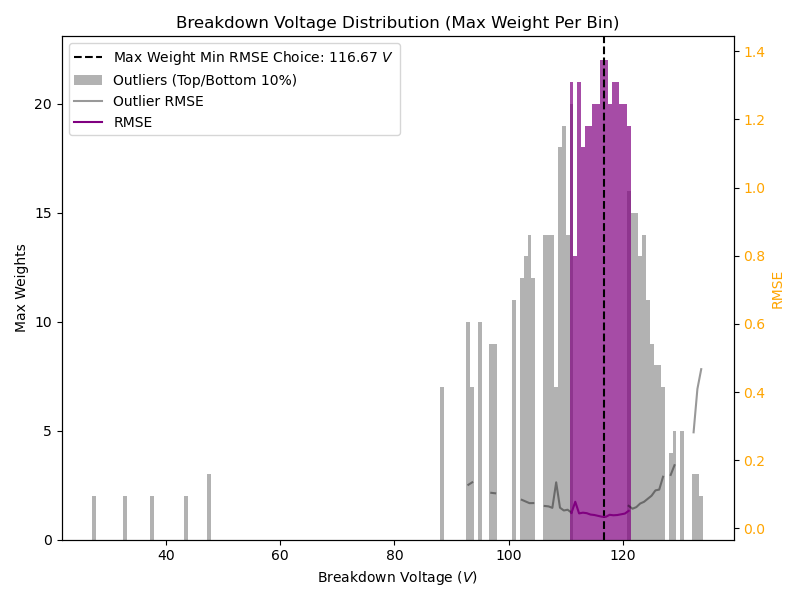 Breakdown Voltage Distribution (Max Weight Per Bin)
Max Weight Min RMSE Choice: 116.67 V
Outliers (Top/Bottom 10%)
Outlier RMSE
RMSE
Max Weights
0
5
10
15
20
40
60
80
100
120
Breakdown Voltage (V)
0.0
0.2
0.4
0.6
0.8
1.0
1.2
1.4
RMSE